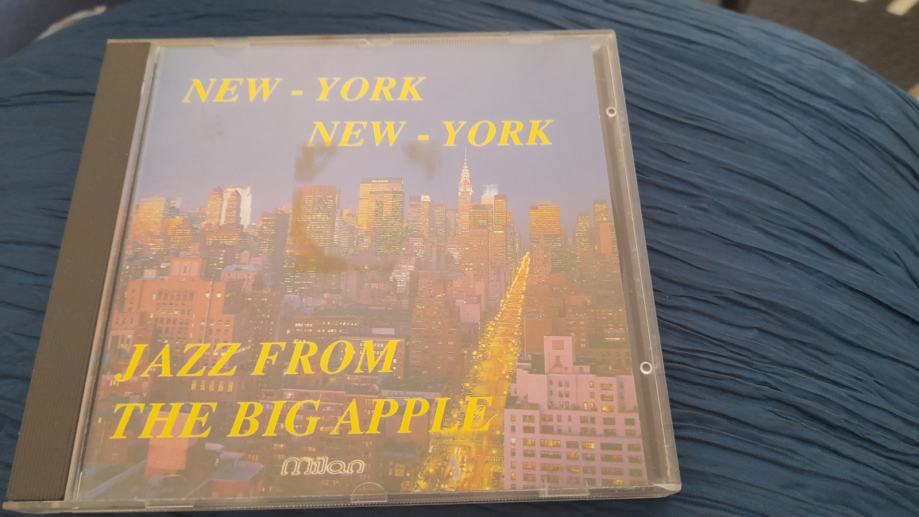 NEW - YORK
NEW - YORK
JAZZ FROM
THE BIG APPLE
milan